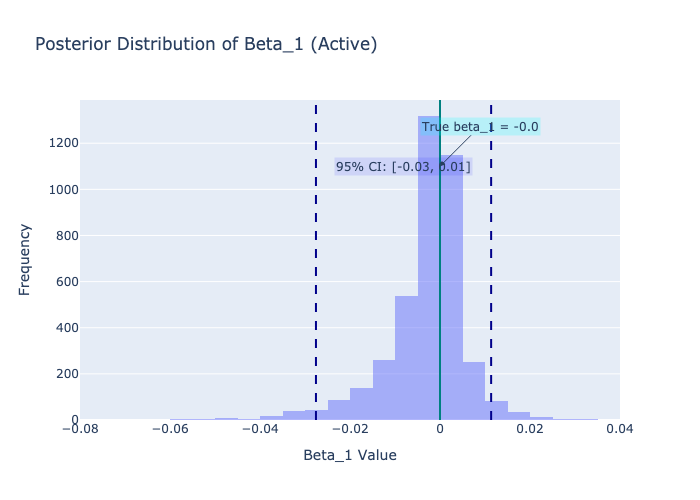 Posterior Distribution of Beta_1 (Active)
True beta_1 = -0.0
95% CI: [-0.03, 0.01]
Frequency
1200
1000
800
600
400
200
0
−0.08
−0.06
−0.04
−0.02
0
0.02
0.04
Beta_1 Value